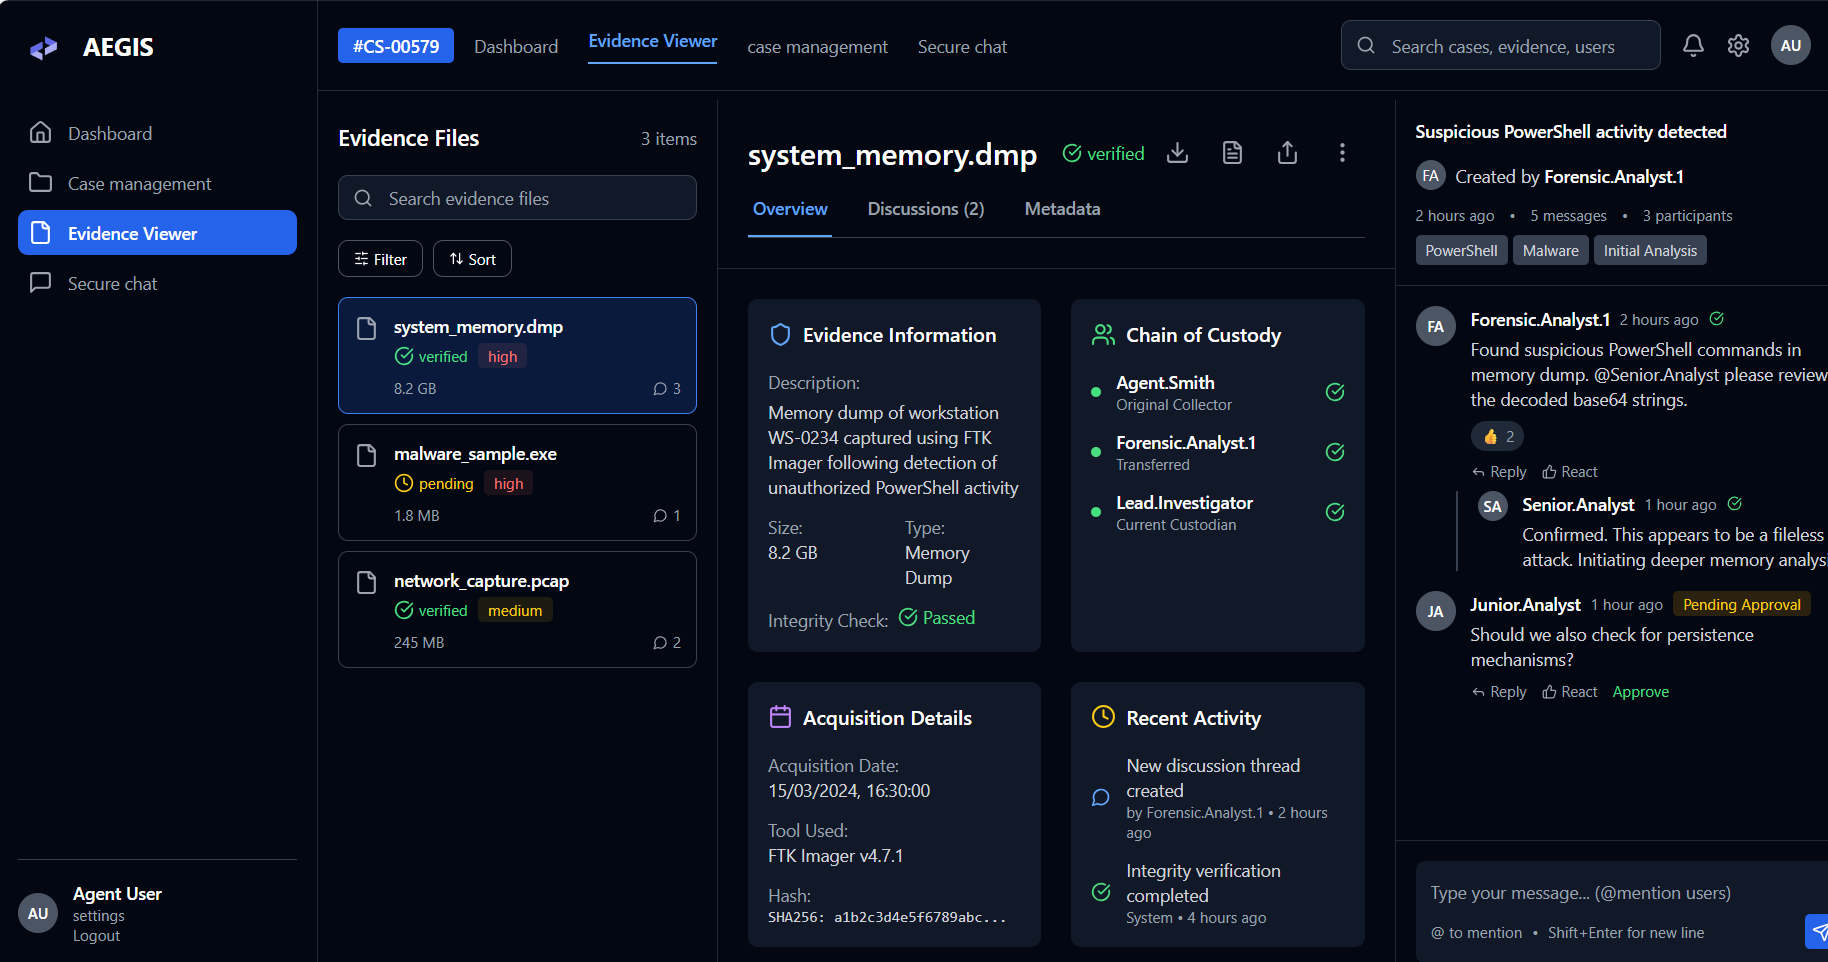 AEGIS
Dashboard
Case management
Evidence Viewer
Secure chat
AU
Agent User
settings
Logout
#CS-00579
Dashboard
Evidence Viewer
case management
Secure chat
Search cases, evidence, users
AU
Evidence Files
3 items
Search evidence files
Filter
Sort
system_memory.dmp
verified
high
8.2 GB
3
malware_sample.exe
pending
high
1.8 MB
1
network_capture.pcap
verified
medium
245 MB
2
system_memory.dmp
verified
Overview
Discussions (2)
Metadata
Evidence Information
Description:
Memory dump of workstation
WS-0234 captured using FTK
Imager following detection of
unauthorized PowerShell activity
Size:
8.2 GB
Type:
Memory
Dump
Integrity Check:
Passed
Chain of Custody
Agent.Smith
Original Collector
Forensic.Analyst.1
Transferred
Lead.Investigator
Current Custodian
Acquisition Details
Acquisition Date:
15/03/2024, 16:30:00
Tool Used:
FTK Imager v4.7.1
Hash:
SHA256: a1b2c3d4e5f6789abc...
Recent Activity
New discussion thread
created
by Forensic.Analyst.1 • 2 hours
ago
Integrity verification
completed
System • 4 hours ago
Suspicious PowerShell activity detected
FA
Created by Forensic.Analyst.1
2 hours ago • 5 messages • 3 participants
PowerShell
Malware
Initial Analysis
FA
Forensic.Analyst.1 2 hours ago
Found suspicious PowerShell commands in
memory dump. @Senior.Analyst please review
the decoded base64 strings.
👍 2
Reply
React
SA
Senior.Analyst 1 hour ago
Confirmed. This appears to be a fileless
attack. Initiating deeper memory analysi
JA
Junior.Analyst 1 hour ago
Pending Approval
Should we also check for persistence
mechanisms?
Reply
React
Approve
Type your message... (@mention users)
@ to mention • Shift+Enter for new line